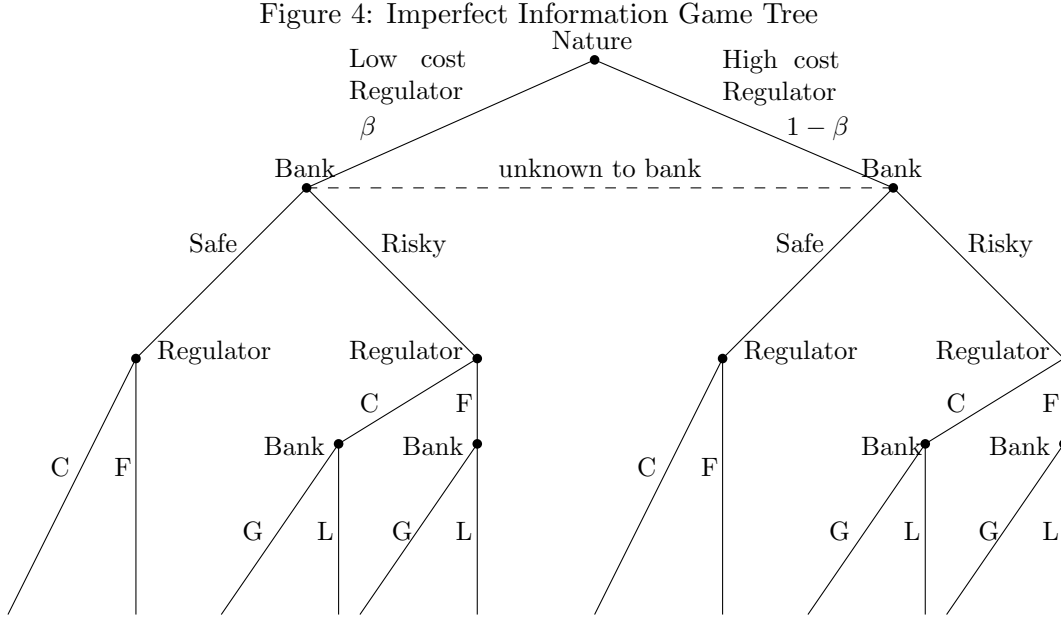 Figure 4: Imperfect Information Game Tree
Nature
Low cost
Regulator
β
High cost
Regulator
1 − β
Bank
unknown to bank
Bank
Safe
Risky
Safe
Risky
Regulator
Regulator
Regulator
Regulator
C
F
C
F
Bank
Bank
Bank
Bank
C
F
C
F
G
L
G
L
G
L
G
L